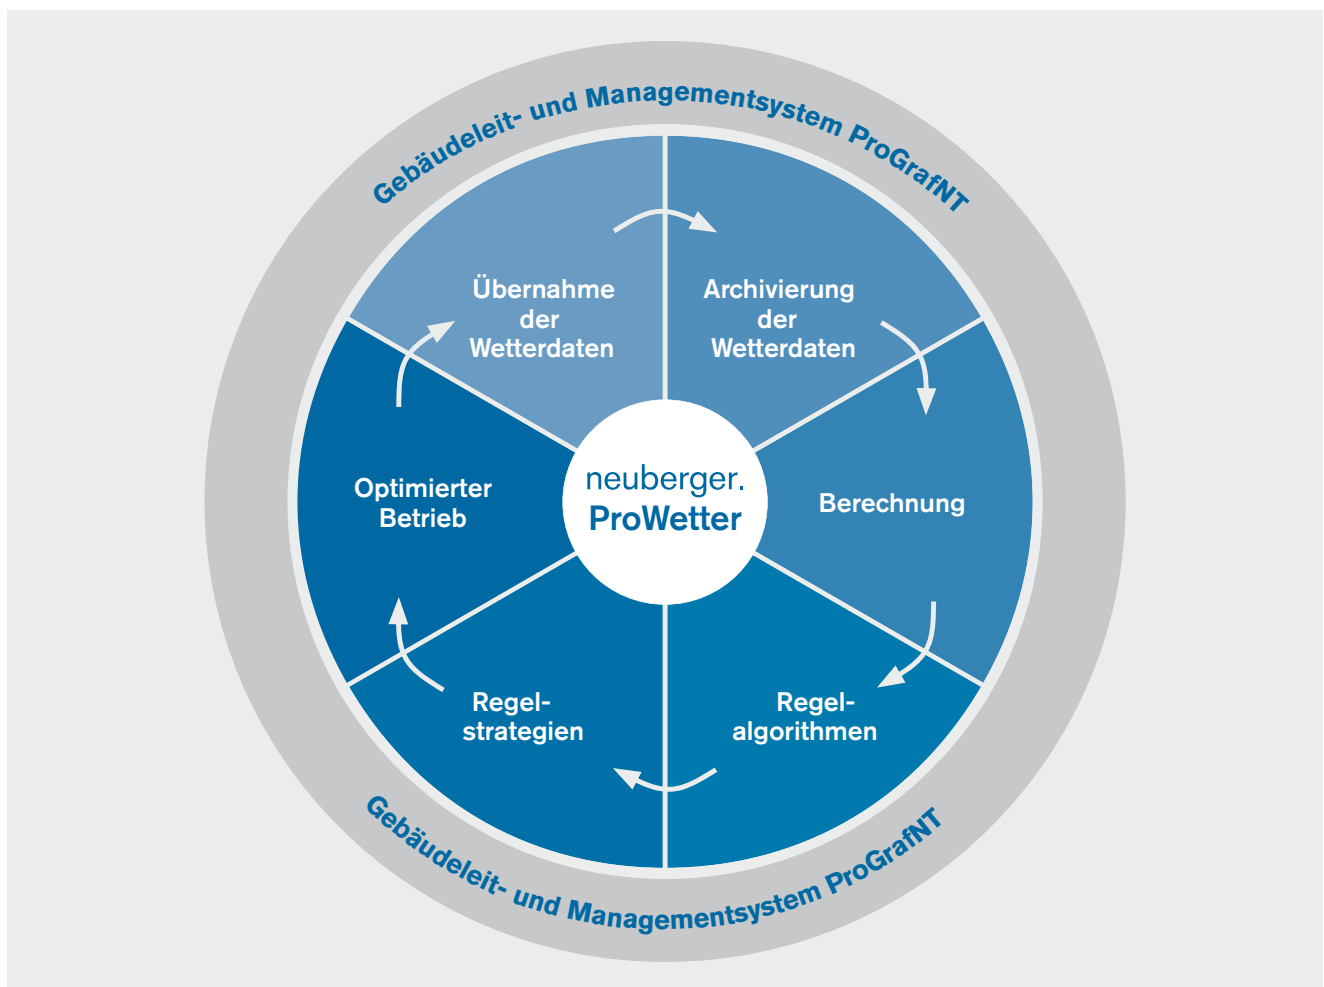 Gebäudeleit- und Managementsystem ProGrafNT
Übernahme
der
Wetterdaten
Archivierung
der
Wetterdaten
Optimierter
Betrieb
neuberger.
ProWetter
Berechnung
Regel-
strategien
Regel-
algorithmen
Gebäudeleit- und Managementsystem ProGrafNT